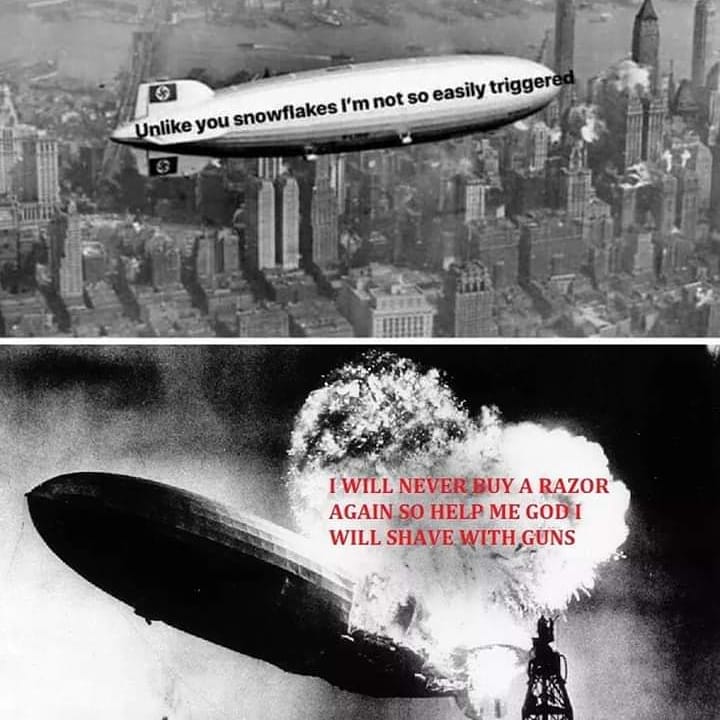 Unlike you snowflakes I'm not so easily triggered
I WILL NEVER BUY A RAZOR
AGAIN SO HELP ME GOD I
WILL SHAVE WITH GUNS